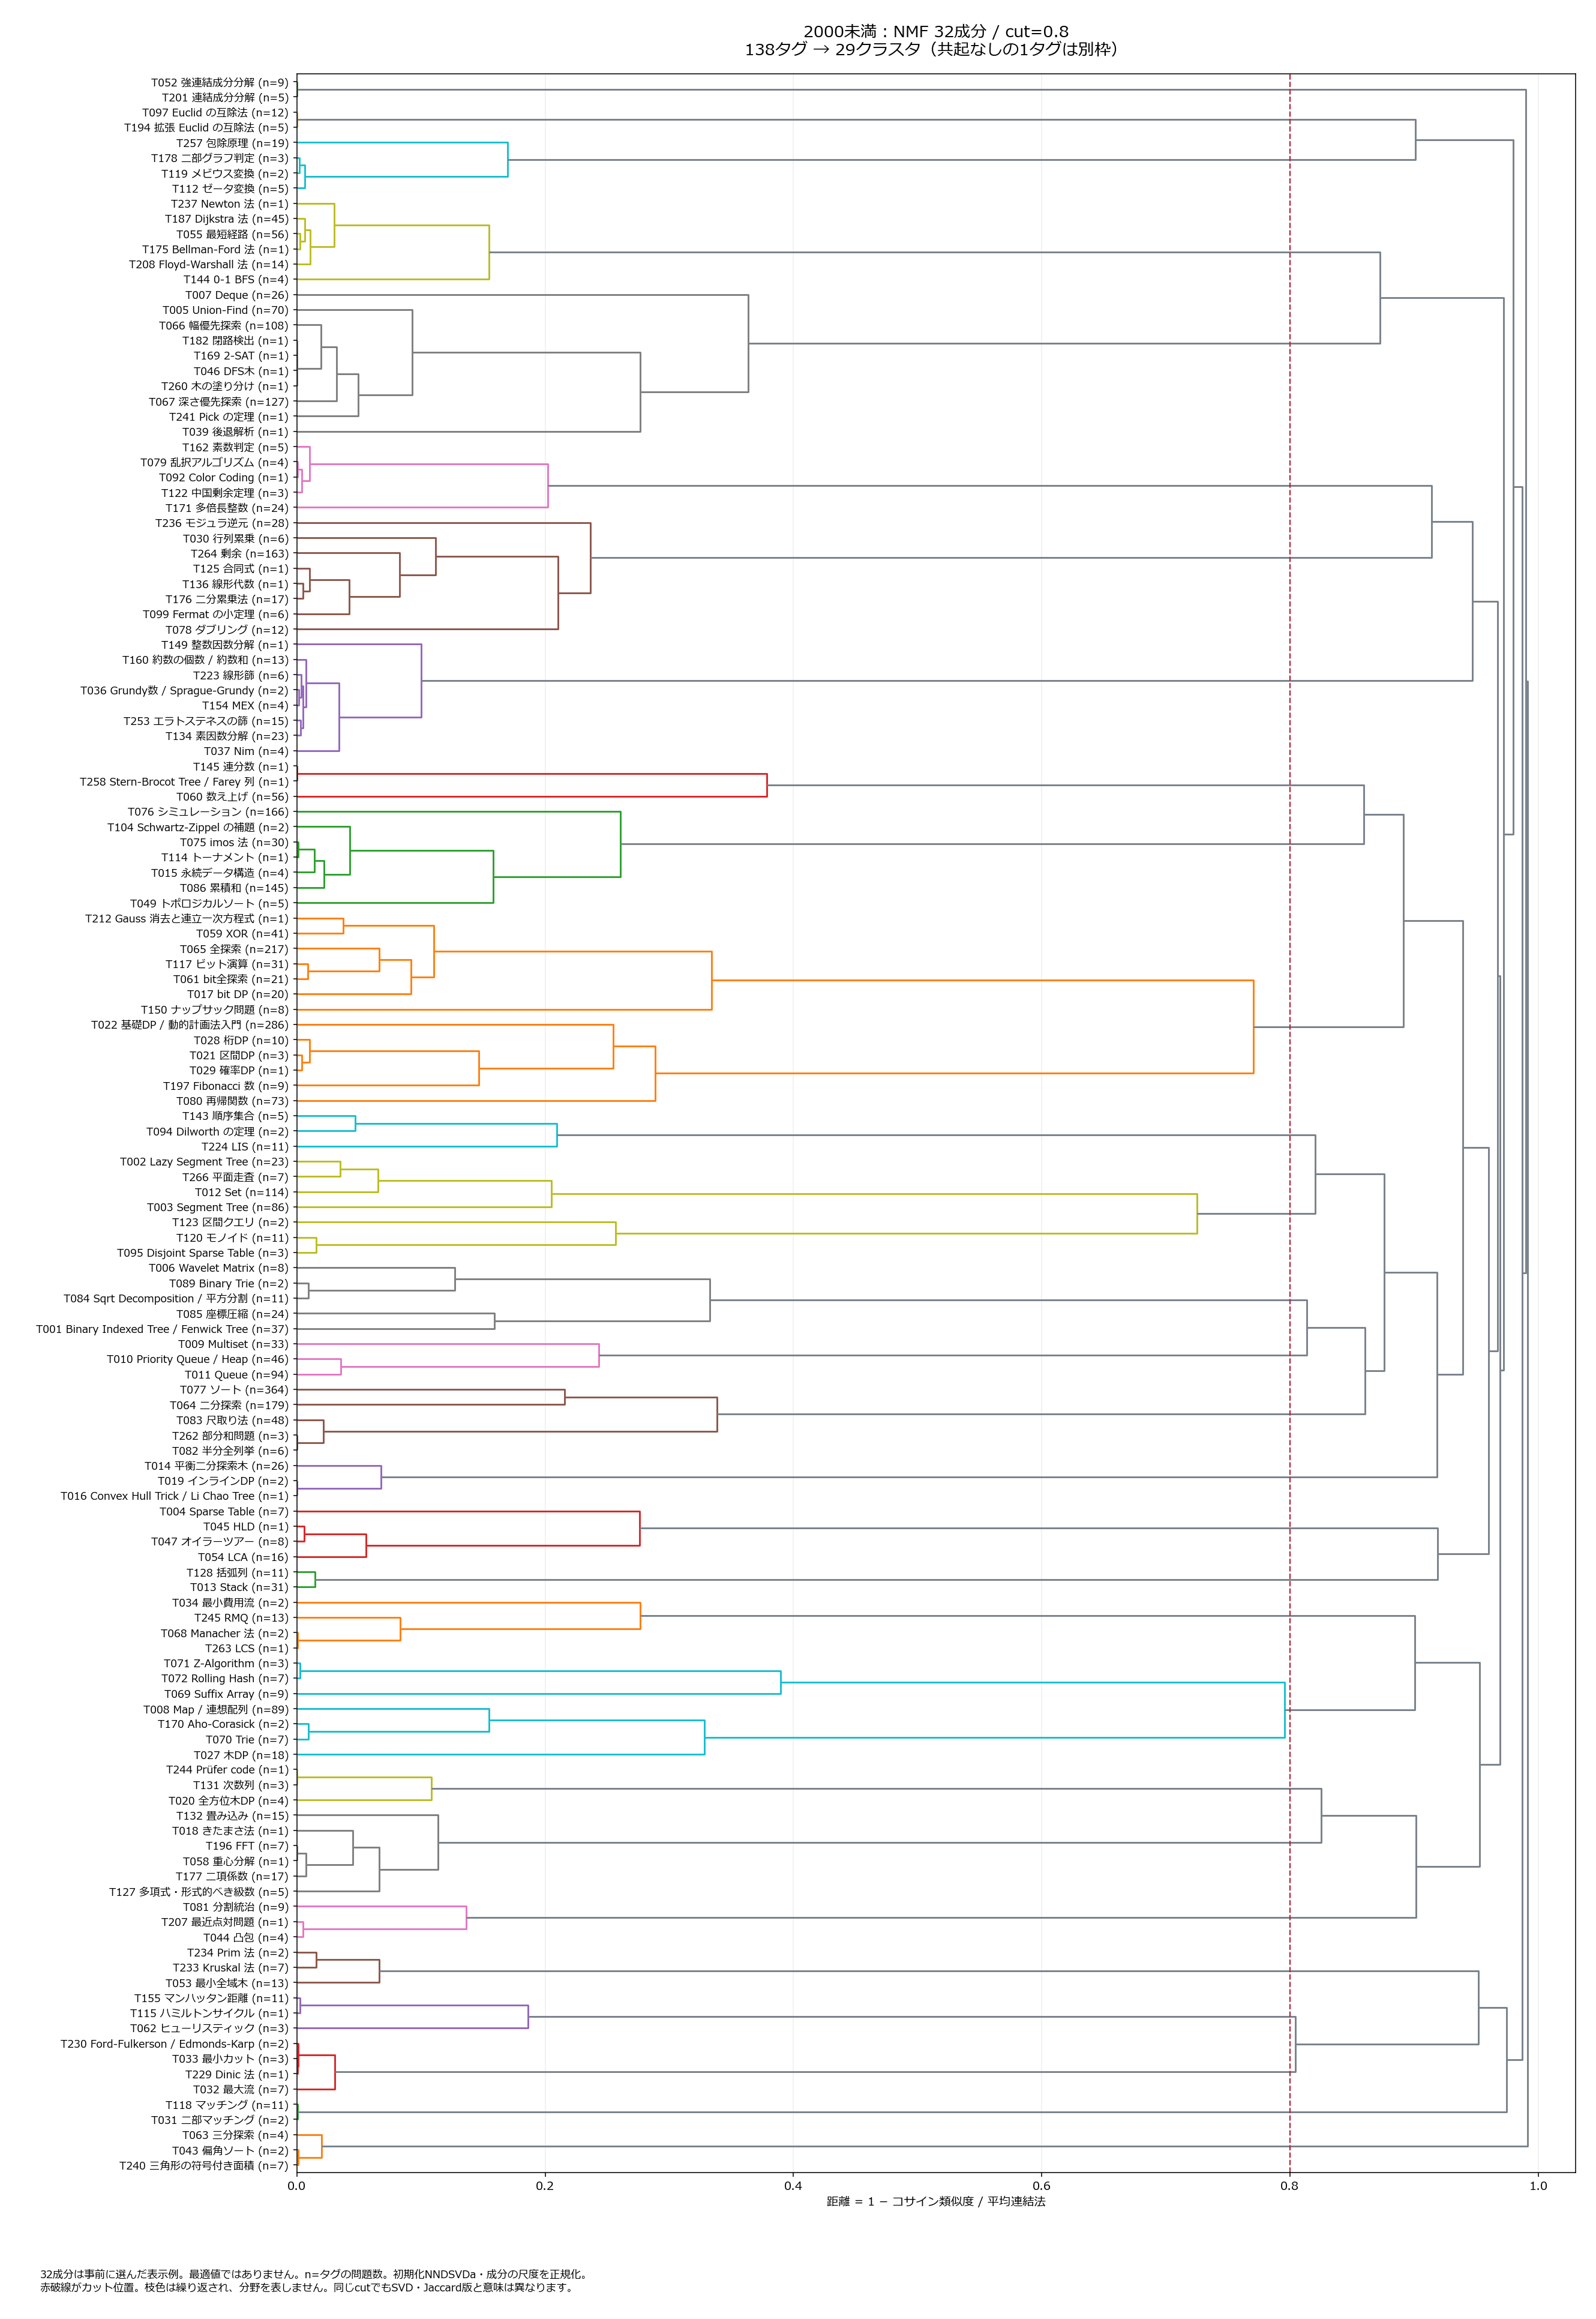 2000未満：NMF 32成分 / cut=0.8
138タグ → 29クラスタ（共起なしの1タグは別枠）
T052 強連結成分分解 (n=9)
T201 連結成分分解 (n=5)
T097 Euclid の互除法 (n=12)
T194 拡張 Euclid の互除法 (n=5)
T257 包除原理 (n=19)
T178 二部グラフ判定 (n=3)
T119 メビウス変換 (n=2)
T112 ゼータ変換 (n=5)
T237 Newton 法 (n=1)
T187 Dijkstra 法 (n=45)
T055 最短経路 (n=56)
T175 Bellman-Ford 法 (n=1)
T208 Floyd-Warshall 法 (n=14)
T144 0-1 BFS (n=4)
T007 Deque (n=26)
T005 Union-Find (n=70)
T066 幅優先探索 (n=108)
T182 閉路検出 (n=1)
T169 2-SAT (n=1)
T046 DFS木 (n=1)
T260 木の塗り分け (n=1)
T067 深さ優先探索 (n=127)
T241 Pick の定理 (n=1)
T039 後退解析 (n=1)
T162 素数判定 (n=5)
T079 乱択アルゴリズム (n=4)
T092 Color Coding (n=1)
T122 中国剰余定理 (n=3)
T171 多倍長整数 (n=24)
T236 モジュラ逆元 (n=28)
T030 行列累乗 (n=6)
T264 剰余 (n=163)
T125 合同式 (n=1)
T136 線形代数 (n=1)
T176 二分累乗法 (n=17)
T099 Fermat の小定理 (n=6)
T078 ダブリング (n=12)
T149 整数因数分解 (n=1)
T160 約数の個数 / 約数和 (n=13)
T223 線形篩 (n=6)
T036 Grundy数 / Sprague-Grundy (n=2)
T154 MEX (n=4)
T253 エラトステネスの篩 (n=15)
T134 素因数分解 (n=23)
T037 Nim (n=4)
T145 連分数 (n=1)
T258 Stern-Brocot Tree / Farey 列 (n=1)
T060 数え上げ (n=56)
T076 シミュレーション (n=166)
T104 Schwartz-Zippel の補題 (n=2)
T075 imos 法 (n=30)
T114 トーナメント (n=1)
T015 永続データ構造 (n=4)
T086 累積和 (n=145)
T049 トポロジカルソート (n=5)
T212 Gauss 消去と連立一次方程式 (n=1)
T059 XOR (n=41)
T065 全探索 (n=217)
T117 ビット演算 (n=31)
T061 bit全探索 (n=21)
T017 bit DP (n=20)
T150 ナップサック問題 (n=8)
T022 基礎DP / 動的計画法入門 (n=286)
T028 桁DP (n=10)
T021 区間DP (n=3)
T029 確率DP (n=1)
T197 Fibonacci 数 (n=9)
T080 再帰関数 (n=73)
T143 順序集合 (n=5)
T094 Dilworth の定理 (n=2)
T224 LIS (n=11)
T002 Lazy Segment Tree (n=23)
T266 平面走査 (n=7)
T012 Set (n=114)
T003 Segment Tree (n=86)
T123 区間クエリ (n=2)
T120 モノイド (n=11)
T095 Disjoint Sparse Table (n=3)
T006 Wavelet Matrix (n=8)
T089 Binary Trie (n=2)
T084 Sqrt Decomposition / 平方分割 (n=11)
T085 座標圧縮 (n=24)
T001 Binary Indexed Tree / Fenwick Tree (n=37)
T009 Multiset (n=33)
T010 Priority Queue / Heap (n=46)
T011 Queue (n=94)
T077 ソート (n=364)
T064 二分探索 (n=179)
T083 尺取り法 (n=48)
T262 部分和問題 (n=3)
T082 半分全列挙 (n=6)
T014 平衡二分探索木 (n=26)
T019 インラインDP (n=2)
T016 Convex Hull Trick / Li Chao Tree (n=1)
T004 Sparse Table (n=7)
T045 HLD (n=1)
T047 オイラーツアー (n=8)
T054 LCA (n=16)
T128 括弧列 (n=11)
T013 Stack (n=31)
T034 最小費用流 (n=2)
T245 RMQ (n=13)
T068 Manacher 法 (n=2)
T263 LCS (n=1)
T071 Z-Algorithm (n=3)
T072 Rolling Hash (n=7)
T069 Suffix Array (n=9)
T008 Map / 連想配列 (n=89)
T170 Aho-Corasick (n=2)
T070 Trie (n=7)
T027 木DP (n=18)
T244 Prüfer code (n=1)
T131 次数列 (n=3)
T020 全方位木DP (n=4)
T132 畳み込み (n=15)
T018 きたまさ法 (n=1)
T196 FFT (n=7)
T058 重心分解 (n=1)
T177 二項係数 (n=17)
T127 多項式・形式的べき級数 (n=5)
T081 分割統治 (n=9)
T207 最近点対問題 (n=1)
T044 凸包 (n=4)
T234 Prim 法 (n=2)
T233 Kruskal 法 (n=7)
T053 最小全域木 (n=13)
T155 マンハッタン距離 (n=11)
T115 ハミルトンサイクル (n=1)
T062 ヒューリスティック (n=3)
T230 Ford-Fulkerson / Edmonds-Karp (n=2)
T033 最小カット (n=3)
T229 Dinic 法 (n=1)
T032 最大流 (n=7)
T118 マッチング (n=11)
T031 二部マッチング (n=2)
T063 三分探索 (n=4)
T043 偏角ソート (n=2)
T240 三角形の符号付き面積 (n=7)
0.0 0.2 0.4 0.6 0.8 1.0
距離 = 1 − コサイン類似度 / 平均連結法
32成分は事前に選んだ表示例。最適値ではありません。n=タグの問題数。初期化NNDSVDa・成分の尺度を正規化。
赤破線がカット位置。枝色は繰り返され、分野を表しません。同じcutでもSVD・Jaccard版と意味は異なります。